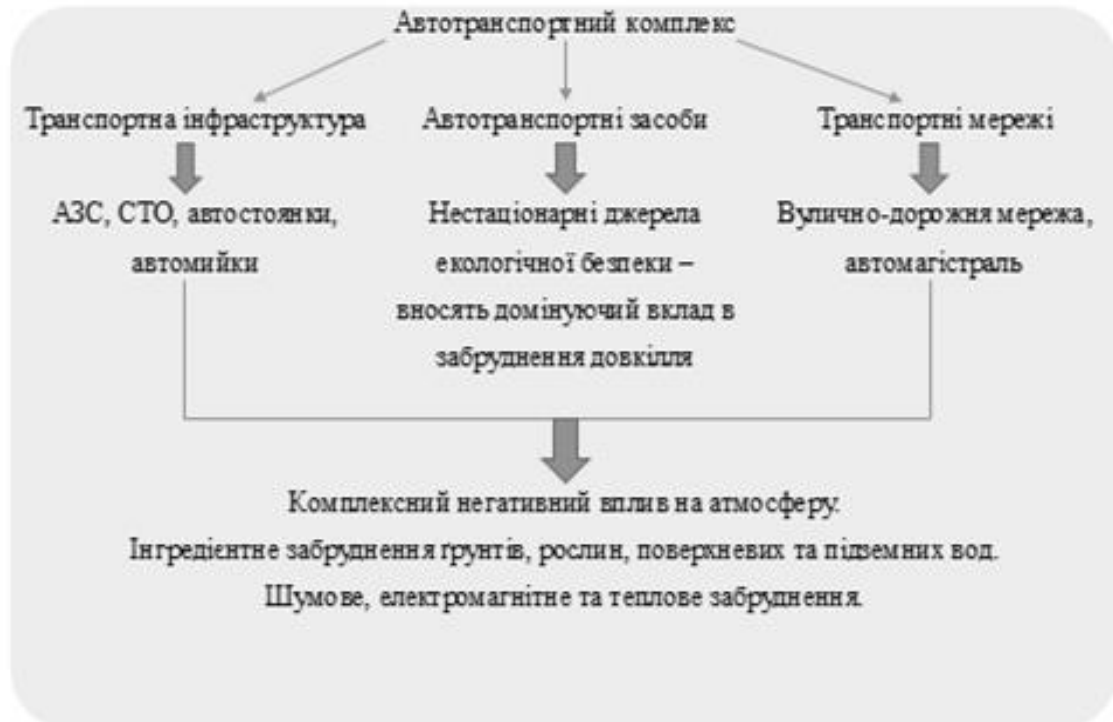 Автотранспортний комплекс
Транспортна інфраструктура
Автотранспортні засоби
Транспортні мережі
АЗС, СТО, автостоянки,
автомийки
Нестаціонарні джерела
екологічної безпеки –
вносять домінуючий вклад в
забруднення довкілля
Вулично-дорожня мережа,
автомагістраль
Комплексний негативний вплив на атмосферу.
Інгредієнтне забруднення ґрунтів, рослин, поверхневих та підземних вод.
Шумове, електромагнітне та теплове забруднення.